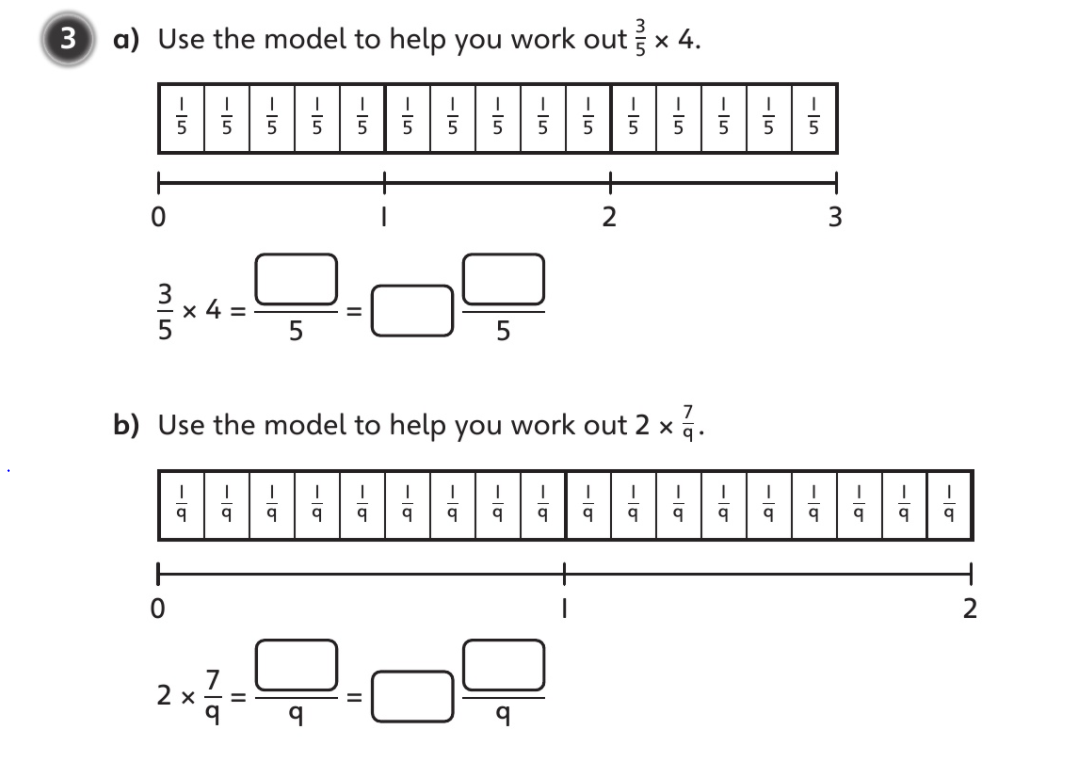 3 a) Use the model to help you work out 3/5 × 4.
1/5 1/5 1/5 1/5 1/5 1/5 1/5 1/5 1/5 1/5 1/5 1/5 1/5 1/5 1/5
0 1 2 3
3/5 × 4 = /5 = /5
b) Use the model to help you work out 2 × 7/9.
1/9 1/9 1/9 1/9 1/9 1/9 1/9 1/9 1/9 1/9 1/9 1/9 1/9 1/9 1/9 1/9 1/9 1/9
0 1 2
2 × 7/9 = /9 = /9